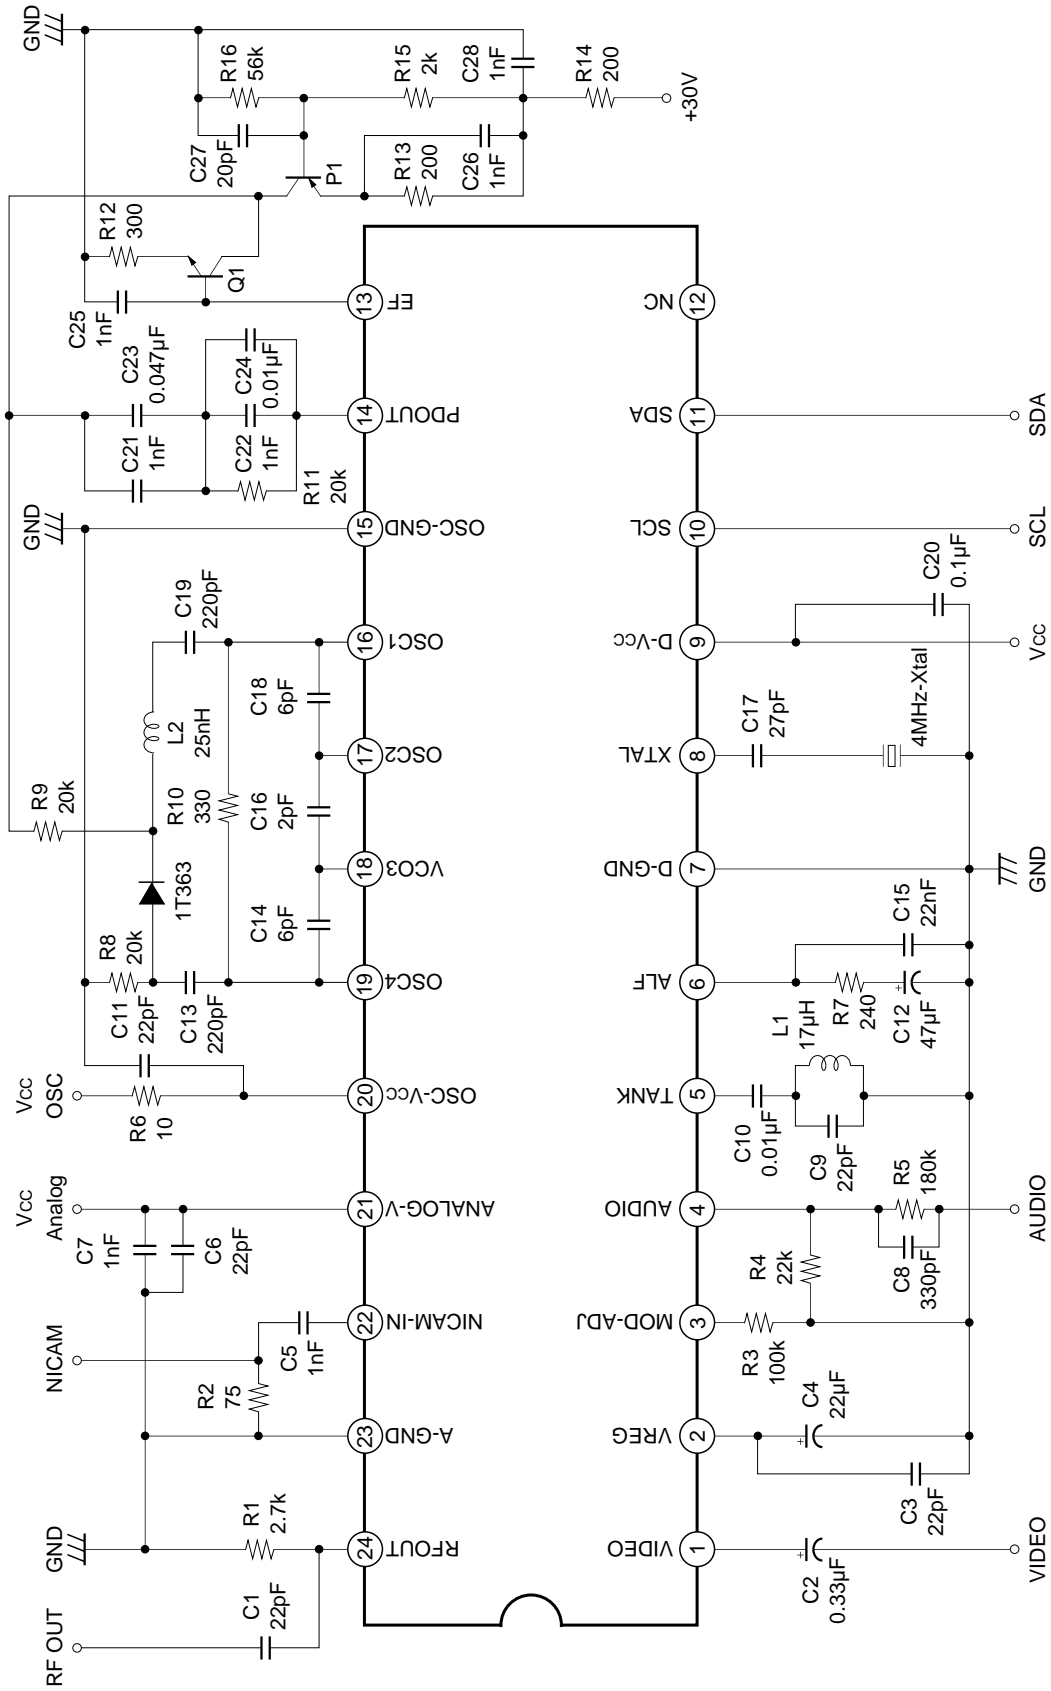 RF OUT
GND
NICAM
Vcc
Analog
Vcc
OSC
GND
GND
C1
22pF
R1
2.7k
R2
75
C5
1nF
C7
1nF
C6
22pF
R6
10
C11
22pF
R8
20k
C13
220pF
1T363
R9
20k
R10
330
L2
25nH
C19
220pF
C14
6pF
C16
2pF
C18
6pF
C21
1nF
C23
0.047µF
R11
20k
C22
1nF
C24
0.01µF
C25
1nF
R12
300
Q1
P1
C27
20pF
R16
56k
R13
200
R15
2k
C26
1nF
C28
1nF
R14
200
+30V
24
RFOUT
23
A-GND
22
NICAM-IN
21
ANALOG-V
20
OSC-Vcc
19
OSC4
18
VCO3
17
OSC2
16
OSC1
15
OSC-GND
14
PDOUT
13
EF
VIDEO
1
VREG
2
MOD-ADJ
3
AUDIO
4
TANK
5
ALF
6
D-GND
7
XTAL
8
D-Vcc
9
SCL
10
SDA
11
NC
12
C2
0.33µF
C3
22pF
C4
22µF
R3
100k
R4
22k
C8
330pF
R5
180k
C10
0.01µF
C9
22pF
L1
17µH
R7
240
C12
47µF
C15
22nF
C17
27pF
4MHz-Xtal
C20
0.1µF
VIDEO
AUDIO
GND
Vcc
SCL
SDA